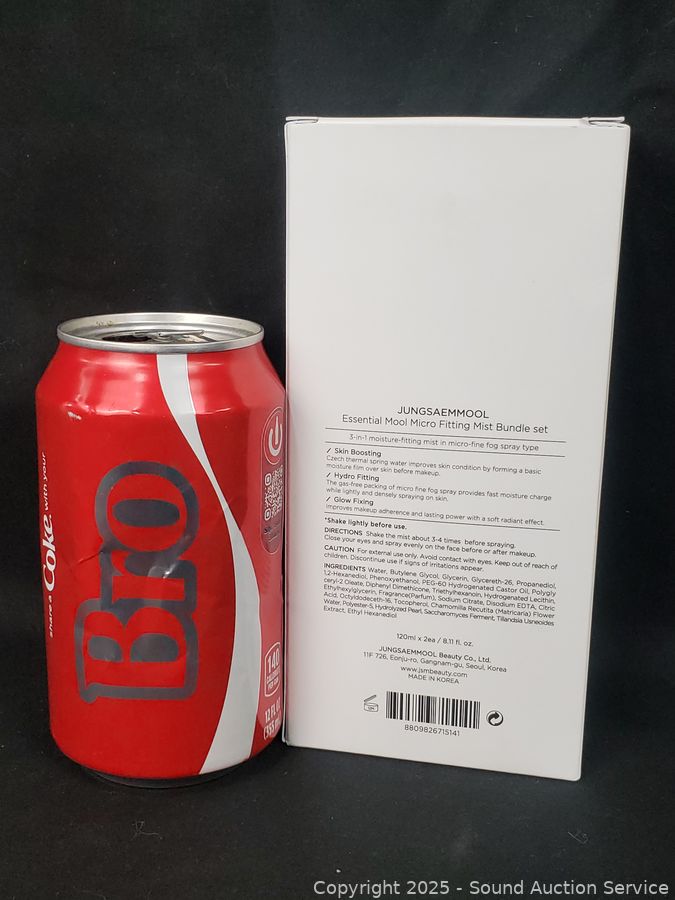 share a Coke with your
Bro
140
CALORIES
PER CAN
12 FL O
(355 m
JUNGSAEMMOOL
Essential Mool Micro Fitting Mist Bundle set
3-in-1 moisture-fitting mist in micro-fine fog spray type
✓ Skin Boosting
Czech thermal spring water improves skin condition by forming a basic
moisture film over skin before makeup.
✓ Hydro Fitting
The gas-free packing of micro fine fog spray provides fast moisture charge
while lightly and densely spraying on skin.
✓ Glow Fixing
Improves makeup adherence and lasting power with a soft radiant effect.
*Shake lightly before use.
DIRECTIONS Shake the mist about 3-4 times before spraying.
Close your eyes and spray evenly on the face before or after makeup.
CAUTION For external use only. Avoid contact with eyes. Keep out of reach of
children. Discontinue use if signs of irritations appear.
INGREDIENTS Water, Butylene Glycol, Glycerin, Glycereth-26, Propanediol,
1,2-Hexanediol, Phenoxyethanol, PEG-60 Hydrogenated Castor Oil, Polygly
ceryl-2 Oleate, Diphenyl Dimethicone, Triethylhexanoin, Hydrogenated Lecithin,
Ethylhexylglycerin, Fragrance(Parfum), Sodium Citrate, Disodium EDTA, Citric
Acid, Octyldodeceth-16, Tocopherol, Chamomilla Recutita (Matricaria) Flower
Water, Polyester-5, Hydrolyzed Pearl, Saccharomyces Ferment, Tillandsia Usneoides
Extract, Ethyl Hexanediol
120ml x 2ea / 8.11 fl. oz.
JUNGSAEMMOOL Beauty Co., Ltd.
11F 726, Eonju-ro, Gangnam-gu, Seoul, Korea
www.jsmbeauty.com
MADE IN KOREA
12M
8809826715141
Copyright 2025 - Sound Auction Service